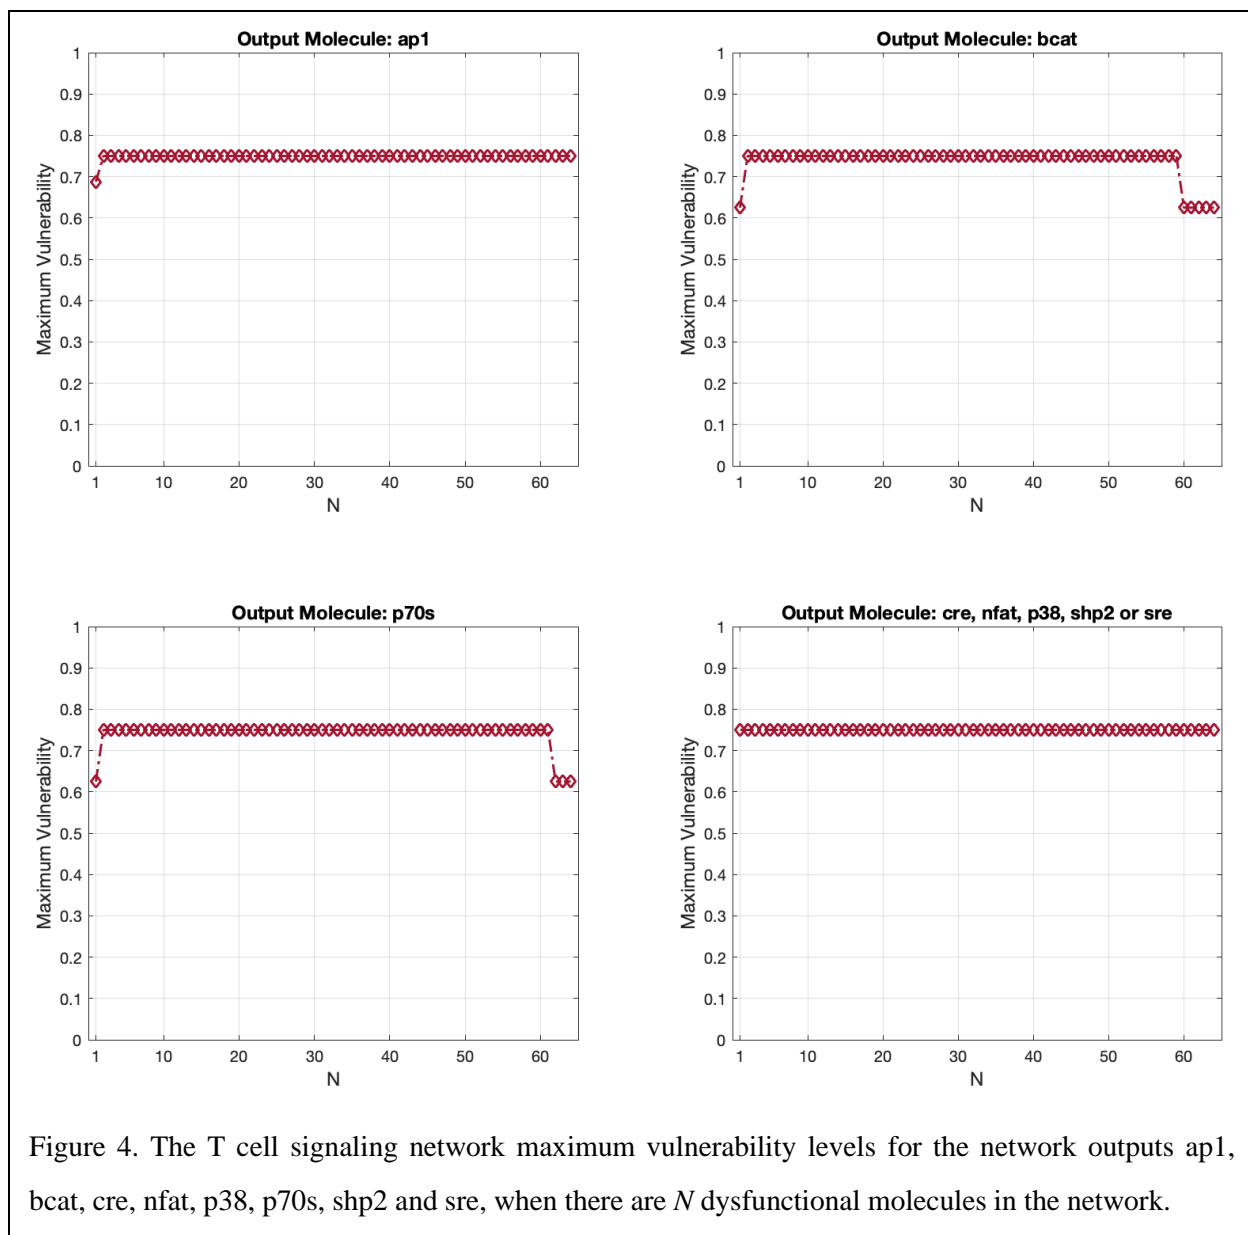 Output Molecule: ap1
1
0.9
0.8
0.7
0.6
0.5
0.4
0.3
0.2
0.1
0
Maximum Vulnerability
1 10 20 30 40 50 60
N
Output Molecule: bcat
1
0.9
0.8
0.7
0.6
0.5
0.4
0.3
0.2
0.1
0
Maximum Vulnerability
1 10 20 30 40 50 60
N
Output Molecule: p70s
1
0.9
0.8
0.7
0.6
0.5
0.4
0.3
0.2
0.1
0
Maximum Vulnerability
1 10 20 30 40 50 60
N
Output Molecule: cre, nfat, p38, shp2 or sre
1
0.9
0.8
0.7
0.6
0.5
0.4
0.3
0.2
0.1
0
Maximum Vulnerability
1 10 20 30 40 50 60
N
Figure 4. The T cell signaling network maximum vulnerability levels for the network outputs ap1,
bcat, cre, nfat, p38, p70s, shp2 and sre, when there are N dysfunctional molecules in the network.